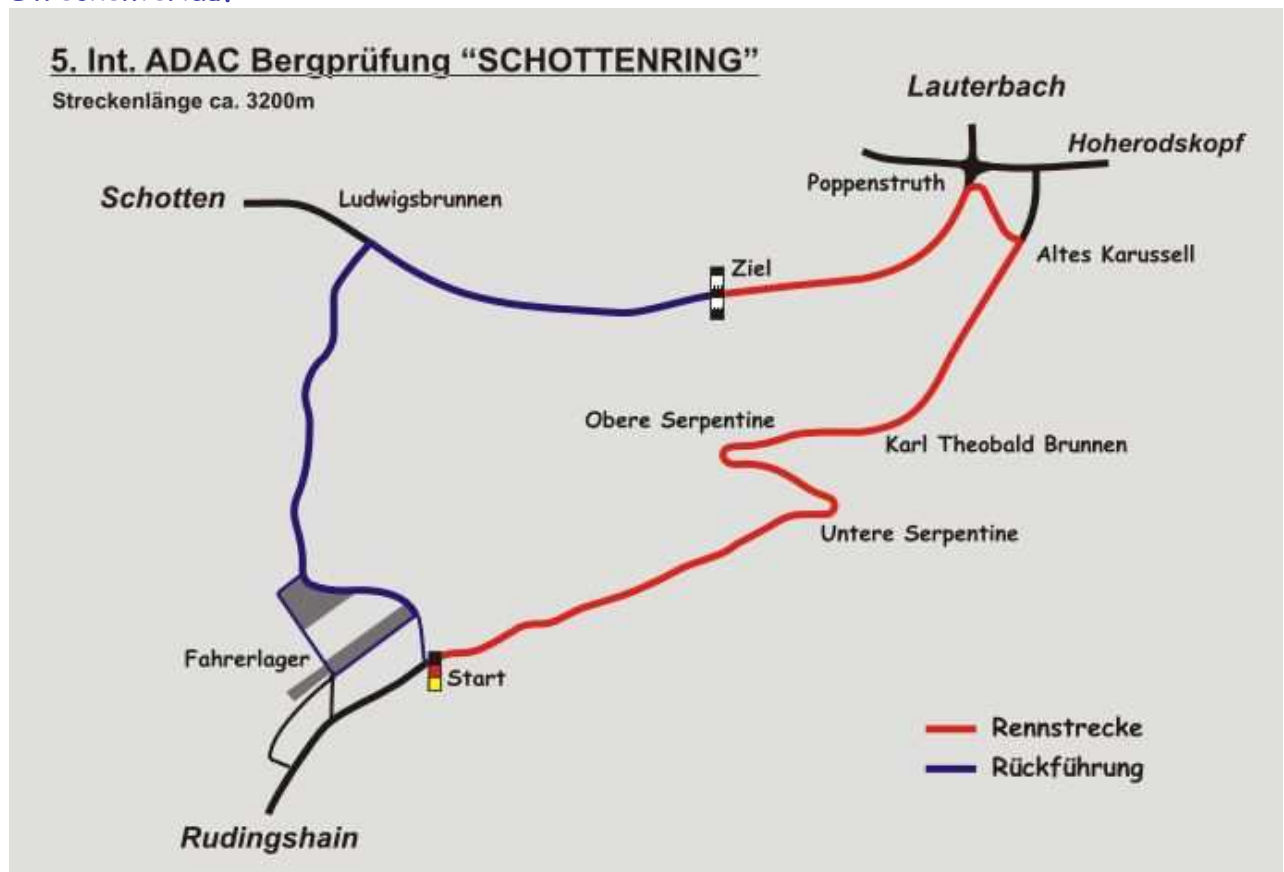 5. Int. ADAC Bergprüfung “SCHOTTENRING”
Streckenlänge ca. 3200m
Lauterbach
Hoherodskopf
Poppenstruth
Schotten
Ludwigsbrunnen
Altes Karussell
Ziel
Obere Serpentine
Karl Theobald Brunnen
Untere Serpentine
Fahrerlager
Start
Rennstrecke
Rückführung
Rudingshain